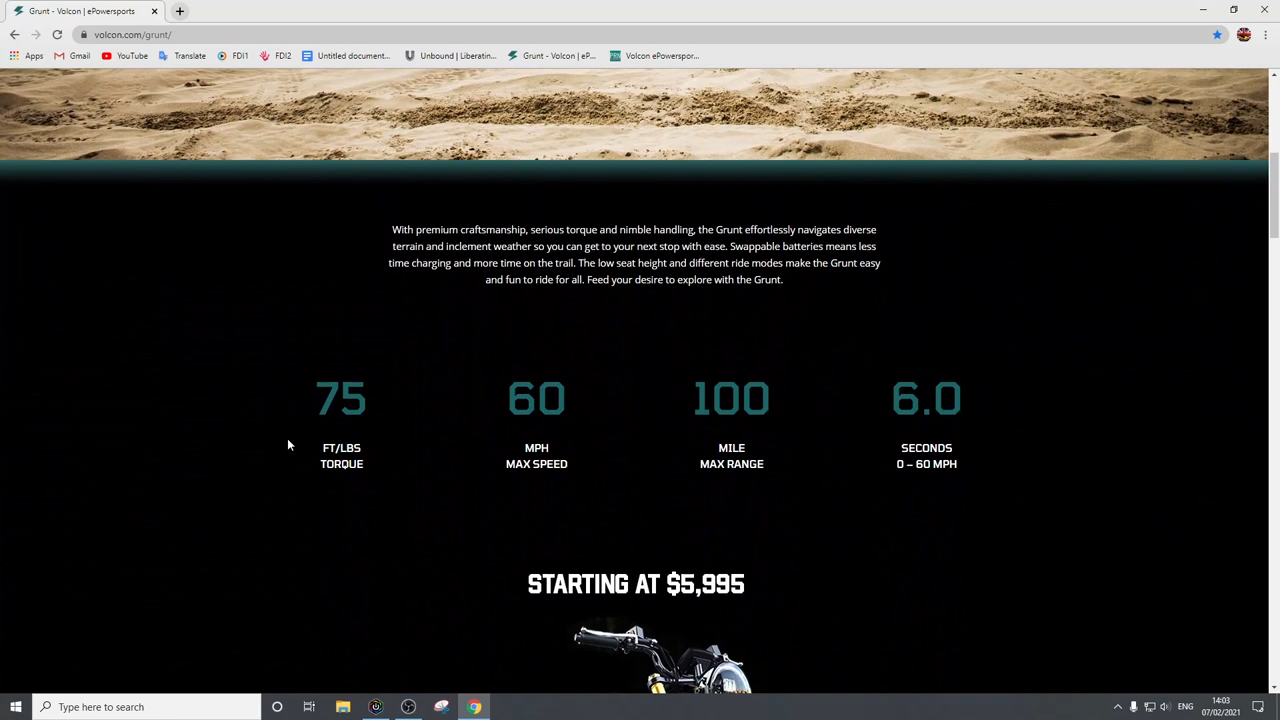 Grunt - Volcon | ePowersports
volcon.com/grunt/
Apps Gmail YouTube Translate FDI1 FDI2 Untitled document... Unbound | Liberatin... Grunt - Volcon | eP... Volcon ePowerspor...
With premium craftsmanship, serious torque and nimble handling, the Grunt effortlessly navigates diverse
terrain and inclement weather so you can get to your next stop with ease. Swappable batteries means less
time charging and more time on the trail. The low seat height and different ride modes make the Grunt easy
and fun to ride for all. Feed your desire to explore with the Grunt.
75 60 100 6.0
FT/LBS MPH MILE SECONDS
TORQUE MAX SPEED MAX RANGE 0 – 60 MPH
STARTING AT $5,995
Type here to search
ENG
14:03
07/02/2021